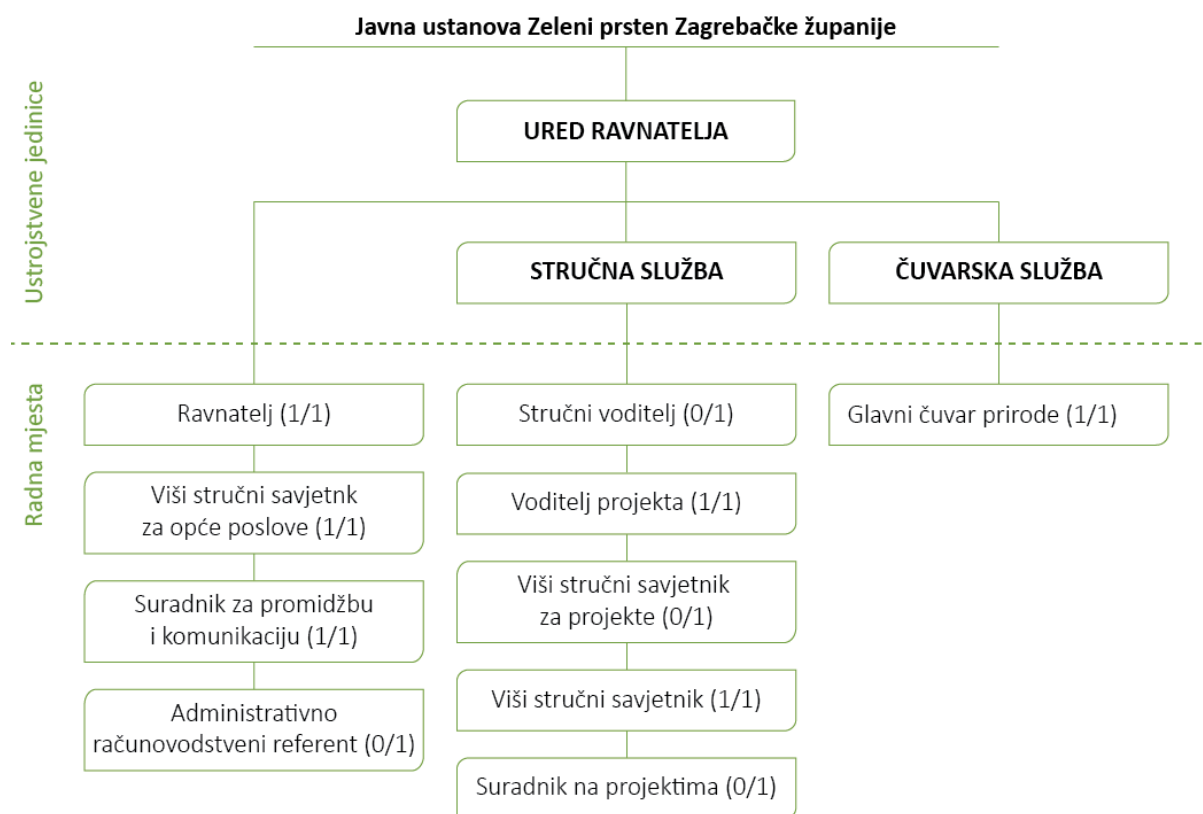 Javna ustanova Zeleni prsten Zagrebačke županije
Ustrojstvene jedinice
URED RAVNATELJA
STRUČNA SLUŽBA
ČUVARSKA SLUŽBA
Radna mjesta
Ravnatelj (1/1)
Viši stručni savjetnk
za opće poslove (1/1)
Suradnik za promidžbu
i komunikaciju (1/1)
Administrativno
računovodstveni referent (0/1)
Stručni voditelj (0/1)
Voditelj projekta (1/1)
Viši stručni savjetnik
za projekte (0/1)
Viši stručni savjetnik (1/1)
Suradnik na projektima (0/1)
Glavni čuvar prirode (1/1)